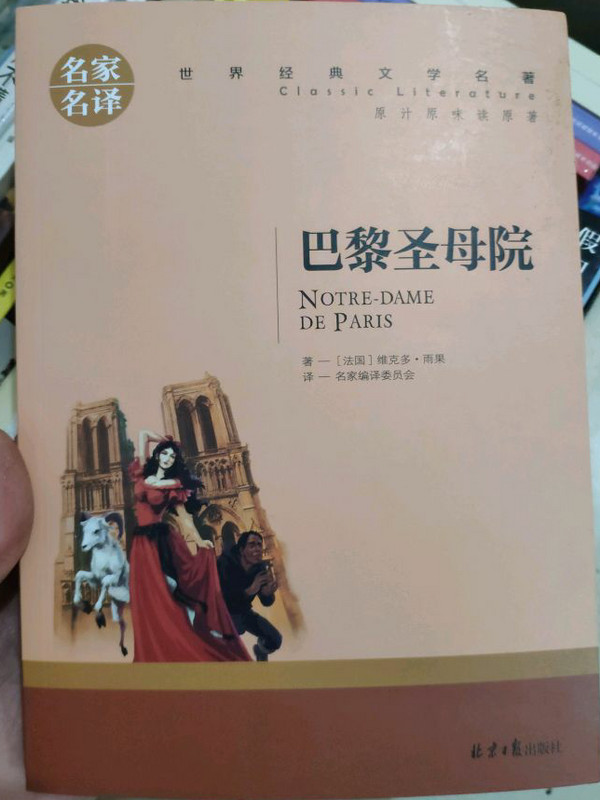 名家
名译
世界经典文学名著
Classic Literature
原汁原味读原著
巴黎圣母院
NOTRE-DAME
DE PARIS
著 — [法国] 维克多·雨果
译 — 名家编译委员会
北京日报出版社
假